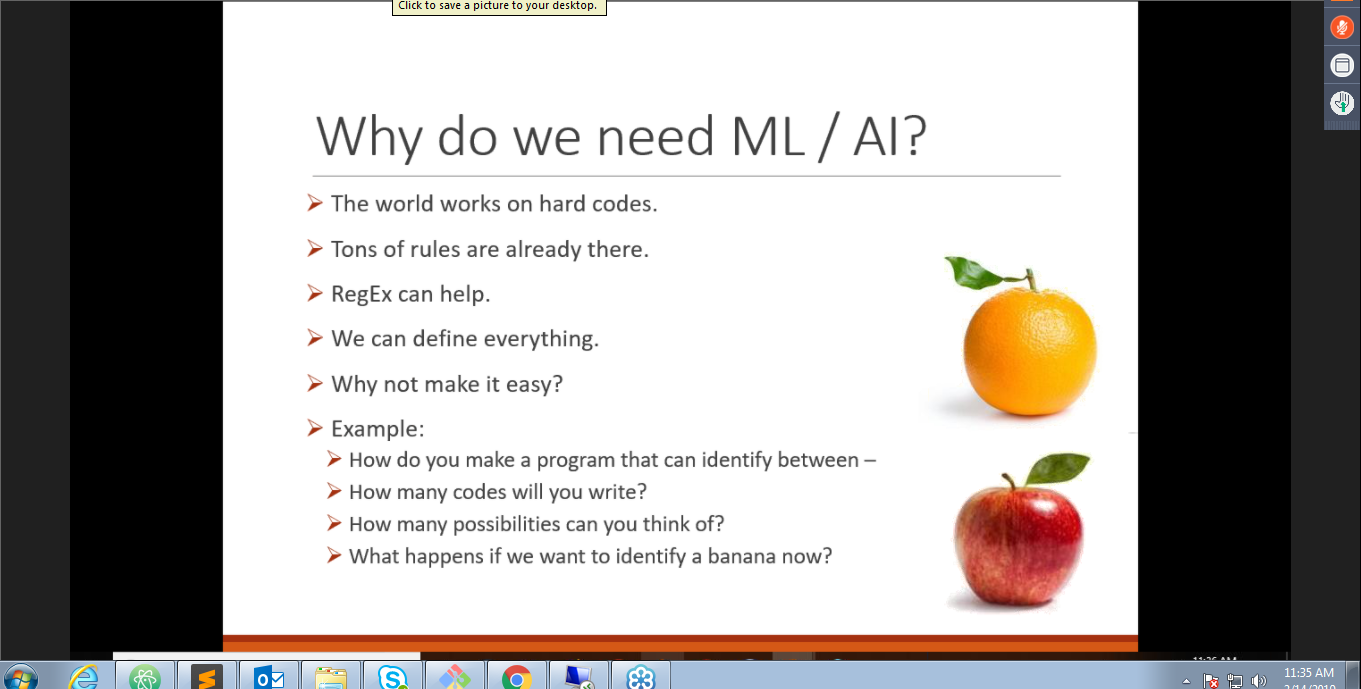 Click to save a picture to your desktop.
Why do we need ML / AI?
The world works on hard codes.
Tons of rules are already there.
RegEx can help.
We can define everything.
Why not make it easy?
Example:
How do you make a program that can identify between –
How many codes will you write?
How many possibilities can you think of?
What happens if we want to identify a banana now?
11:35 AM